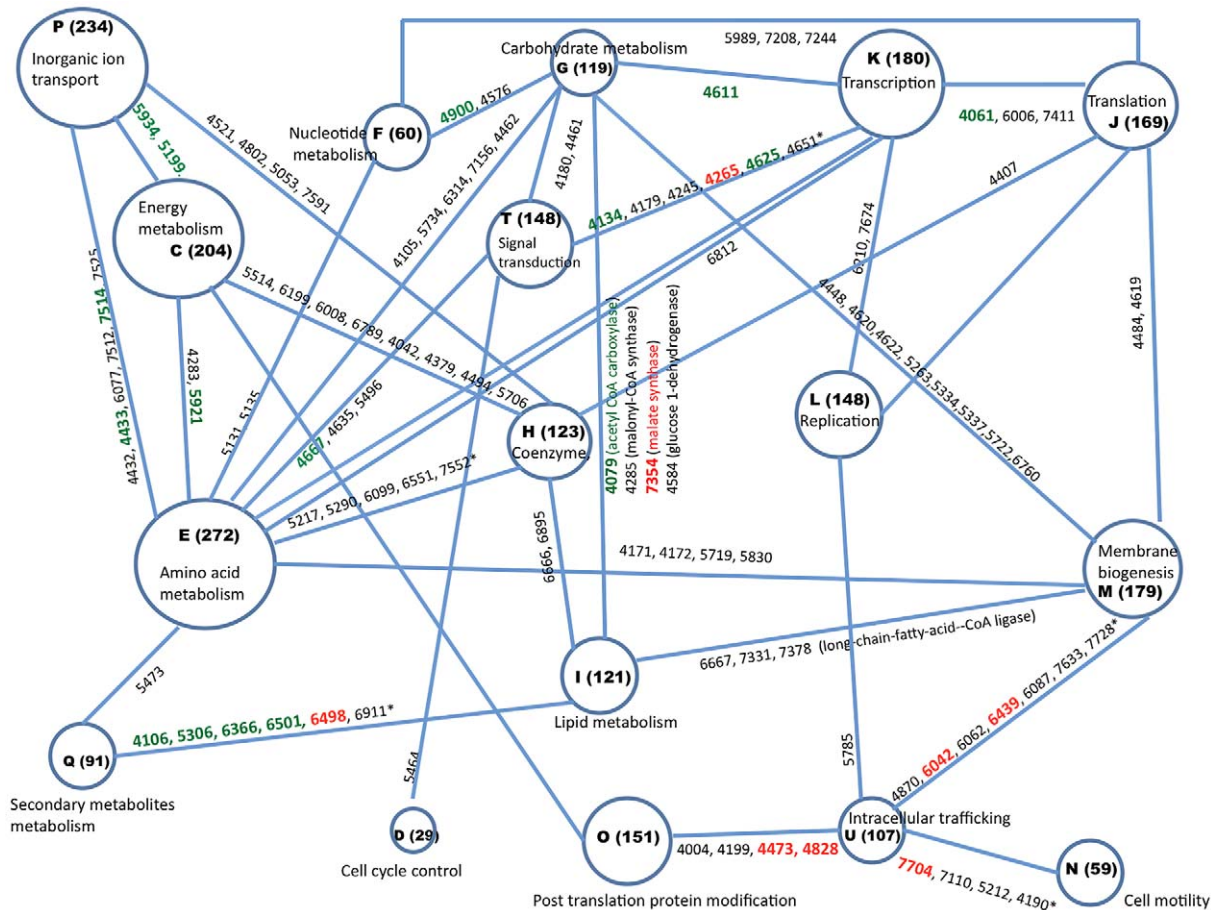 P (234)
Inorganic ion
transport
Carbohydrate metabolism
G (119)
5989, 7208, 7244
K (180)
Transcription
4611
Translation
J (169)
4061, 6006, 7411
Nucleotide
metabolism
F (60)
4900, 4576
5934, 5199.
4521, 4802, 5053, 7591
4105, 5734, 6314, 7156, 4462
4180, 4461
4134, 4179, 4245, 4265, 4625, 4651*
4407
Energy
metabolism
C (204)
T (148)
Signal
transduction
6812
6210, 7674
4432, 4433, 6077, 7512, 7514, 7525
4283, 5921
5514, 6199, 6008, 6789, 4042, 4379, 4494, 5706
4448, 4620,4622, 5263,5334,5337,5722,6760
4484, 4619
5131, 5135
4667, 4635, 5496
4079 (acetyl CoA carboxylase)
4285 (malonyl-CoA synthase)
7354 (malate synthase)
4584 (glucose 1-dehydrogenase)
L (148)
Replication
H (123)
Coenzyme
5217, 5290, 6099, 6551, 7552*
E (272)
Amino acid
metabolism
6666, 6895
4171, 4172, 5719, 5830
Membrane
biogenesis
M (179)
6667, 7331, 7378 (long-chain-fatty-acid--CoA ligase)
I (121)
Lipid metabolism
5473
4106, 5306, 6366, 6501, 6498, 6911*
Q (91)
Secondary metabolites
metabolism
5464
D (29)
Cell cycle control
5785
4870, 6042, 6062, 6439, 6087, 7633, 7728*
O (151)
Post translation protein modification
4004, 4199, 4473, 4828
Intracellular trafficking
U (107)
7704, 7110, 5212, 4190*
N (59)
Cell motility